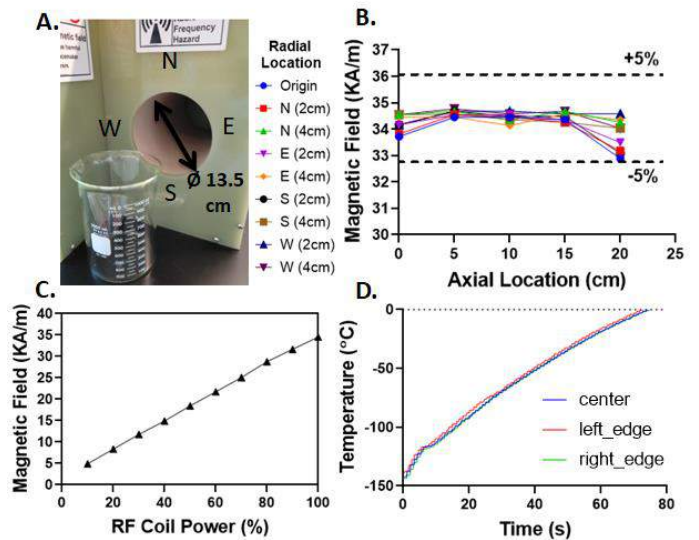 A.
Frequency
Hazard
N
W
E
S
Ø 13.5
cm
Radial
Location
Origin
N (2cm)
N (4cm)
E (2cm)
E (4cm)
S (2cm)
S (4cm)
W (2cm)
W (4cm)
B.
Magnetic Field (KA/m)
37
36
35
34
33
32
31
30
+5%
-5%
0
5
10
15
20
25
Axial Location (cm)
C.
Magnetic Field (KA/m)
40
35
30
25
20
15
10
5
0
0
20
40
60
80
100
RF Coil Power (%)
D.
Temperature (°C)
0
-50
-100
-150
center
left_edge
right_edge
0
20
40
60
80
Time (s)